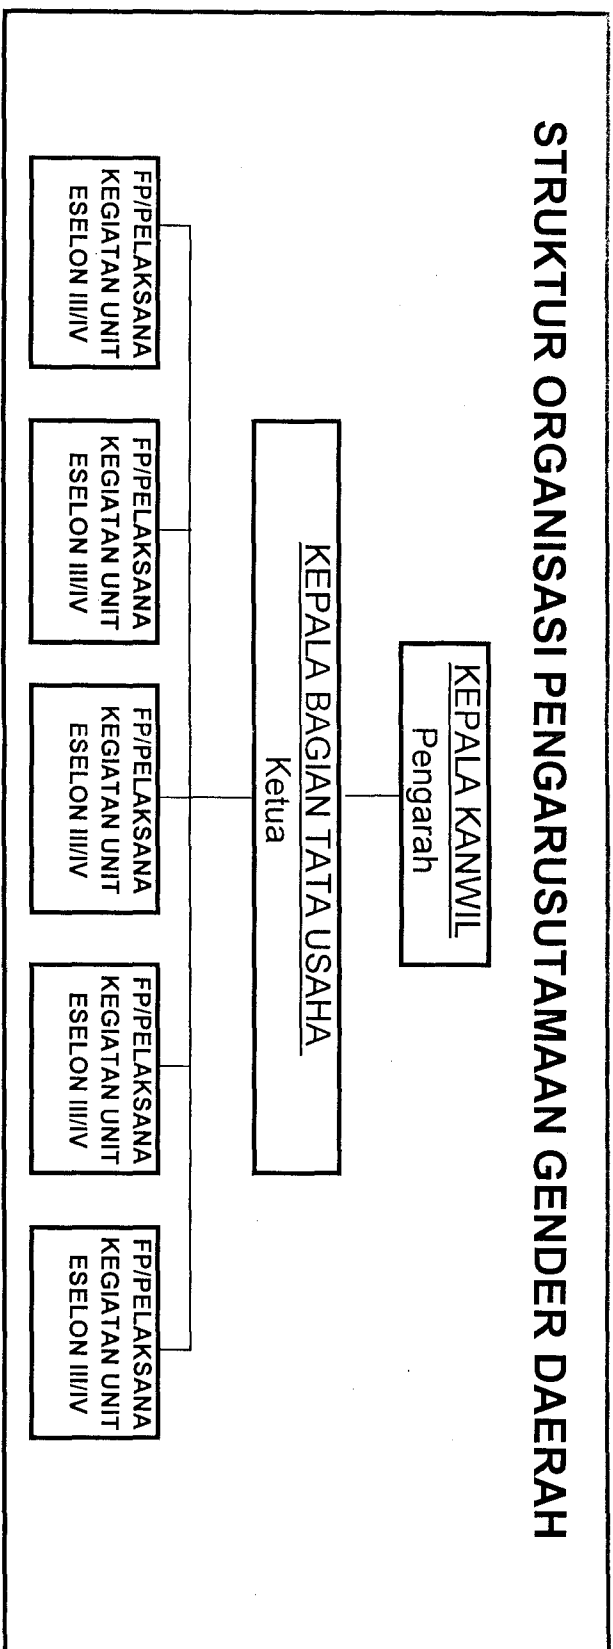 STRUKTUR ORGANISASI PENGARUSUTAMAAN GENDER DAERAH
KEPALA KANWIL
Pengarah
KEPALA BAGIAN TATA USAHA
Ketua
FP/PELAKSANA
KEGIATAN UNIT
ESELON III/IV
FP/PELAKSANA
KEGIATAN UNIT
ESELON III/IV
FP/PELAKSANA
KEGIATAN UNIT
ESELON III/IV
FP/PELAKSANA
KEGIATAN UNIT
ESELON III/IV
FP/PELAKSANA
KEGIATAN UNIT
ESELON III/IV